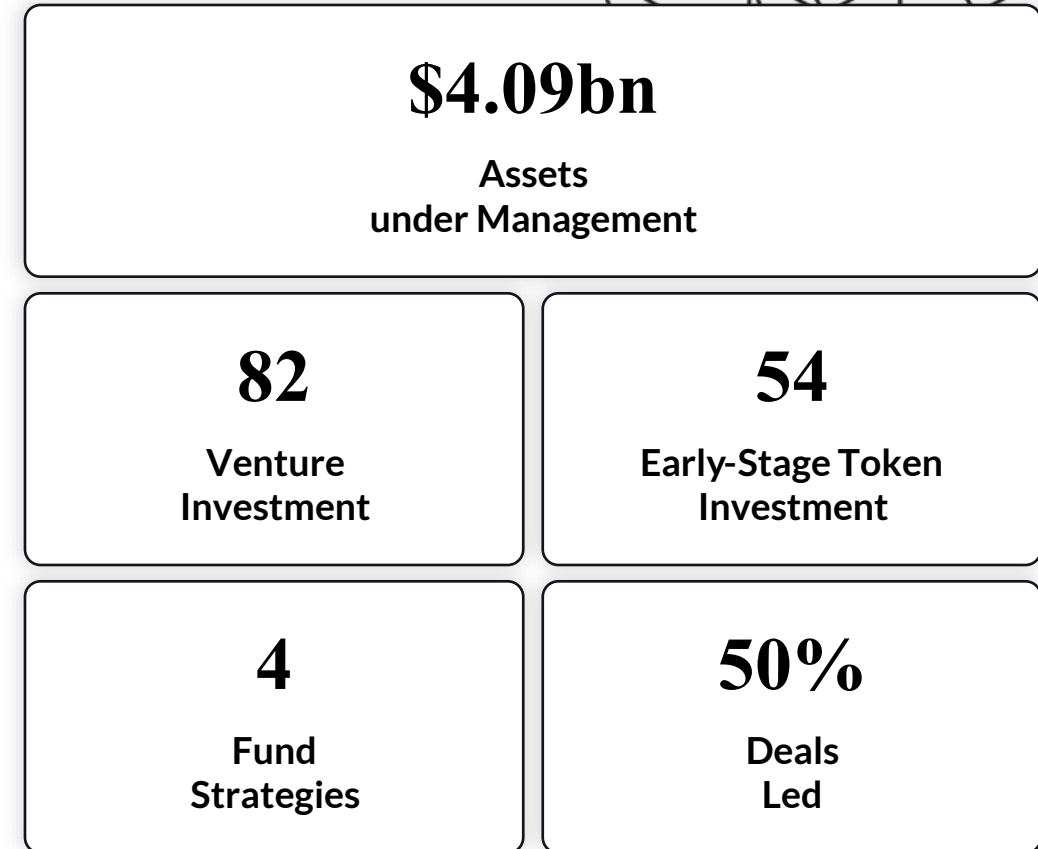 $4.09bn
Assets
under Management
82
Venture
Investment
54
Early-Stage Token
Investment
4
Fund
Strategies
50%
Deals
Led